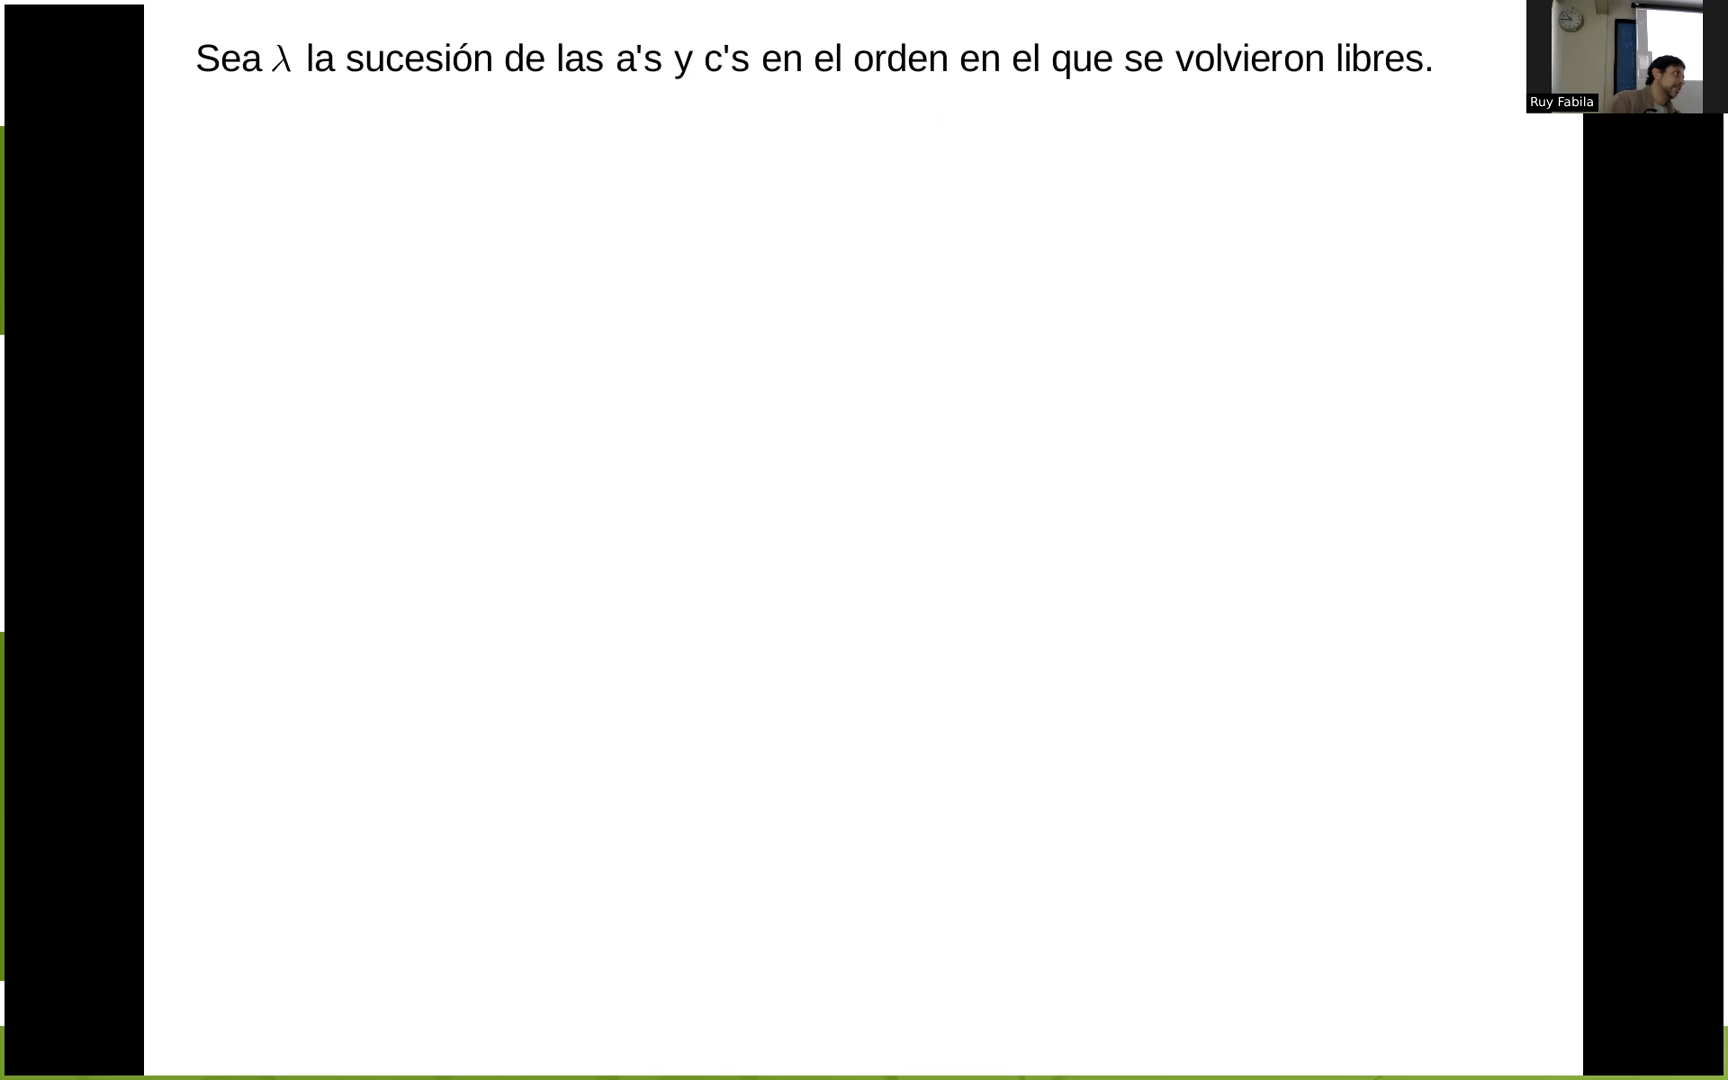 Sea λ la sucesión de las a's y c's en el orden en el que se volvieron libres.
Ruy Fabila